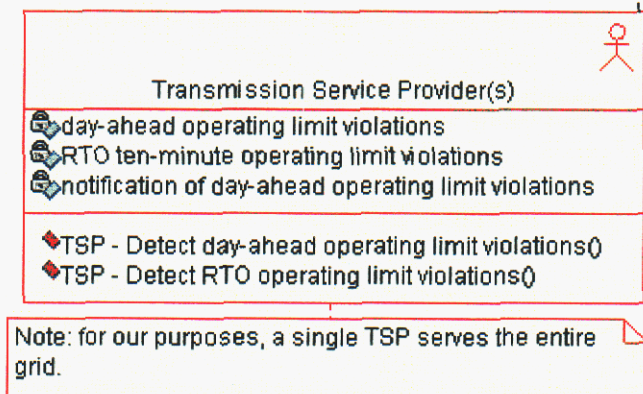 Transmission Service Provider(s)
day-ahead operating limit violations
RTO ten-minute operating limit violations
notification of day-ahead operating limit violations
TSP - Detect day-ahead operating limit violations()
TSP - Detect RTO operating limit violations()
Note: for our purposes, a single TSP serves the entire
grid.